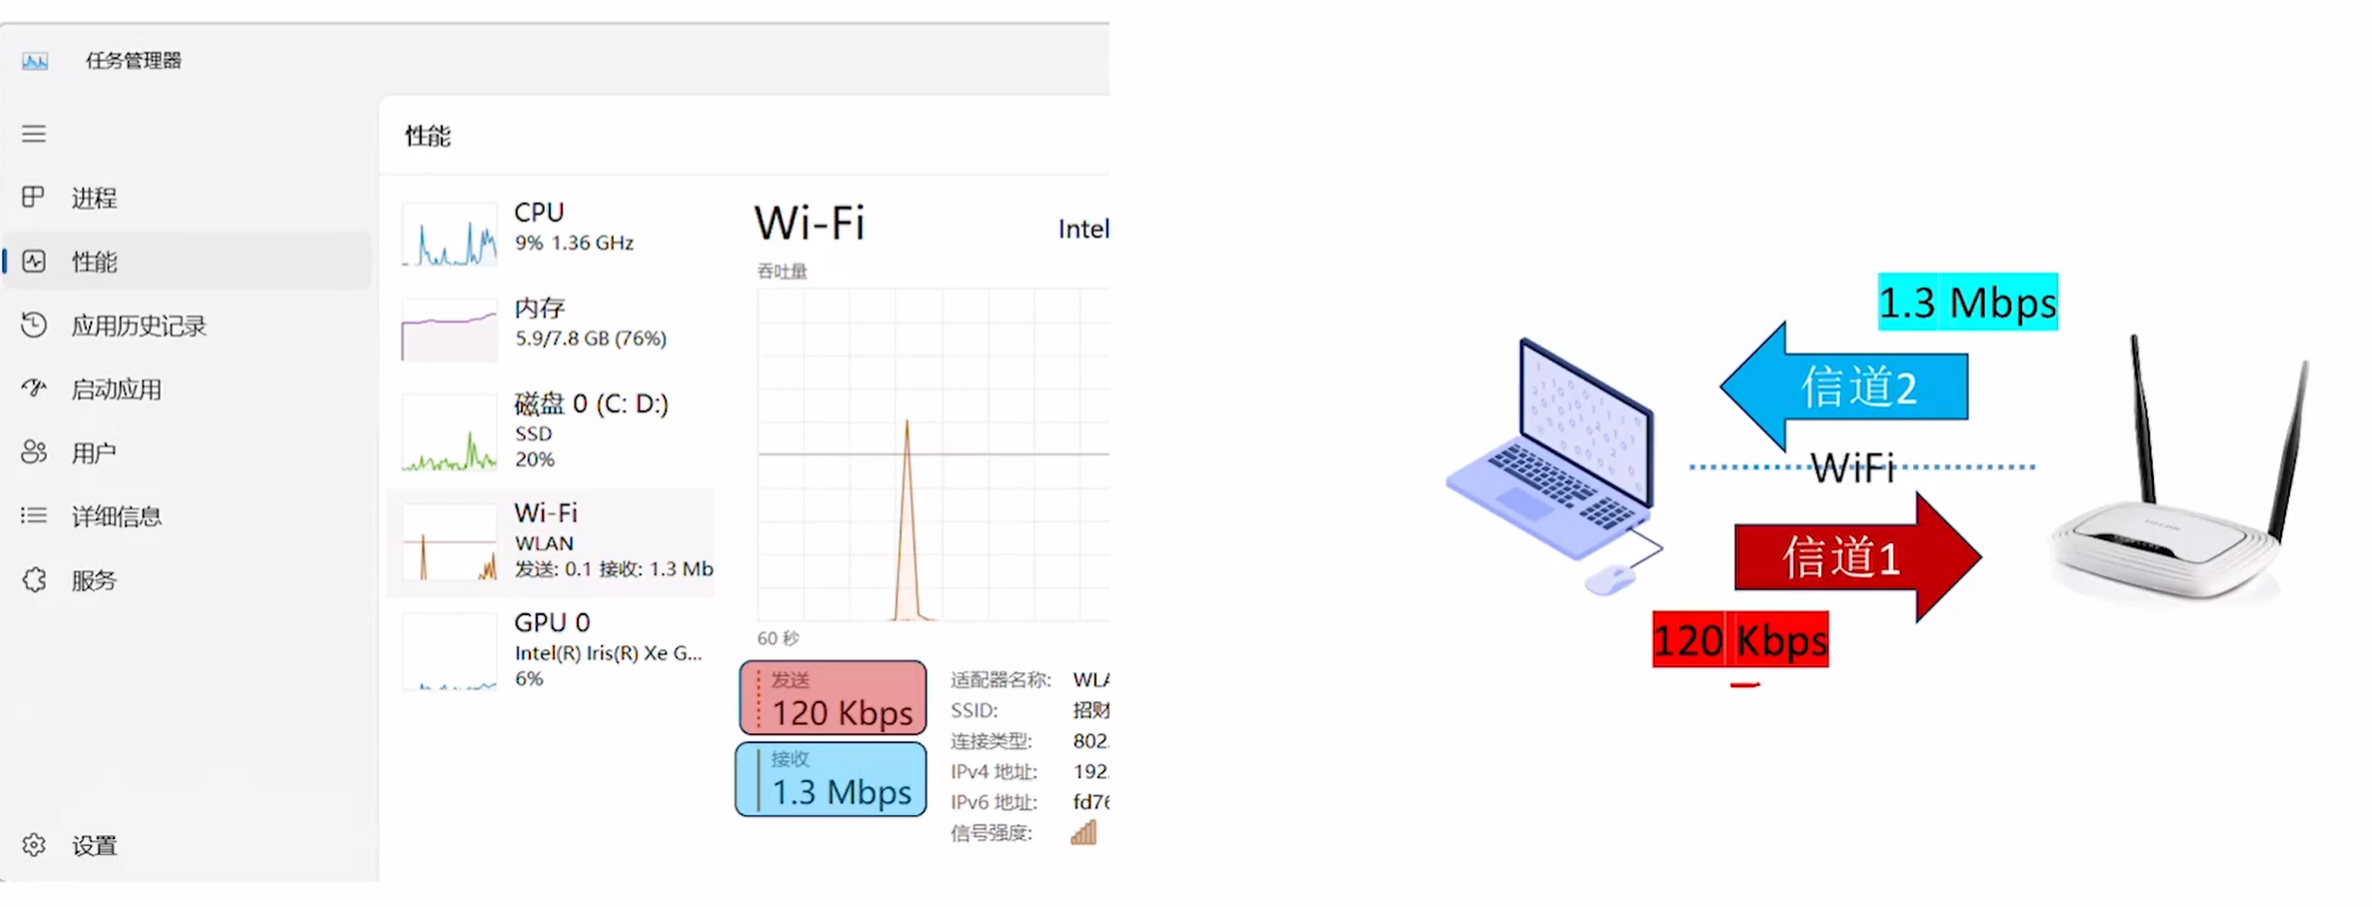 任务管理器
性能
进程
性能
应用历史记录
启动应用
用户
详细信息
服务
设置
CPU
9% 1.36 GHz
内存
5.9/7.8 GB (76%)
磁盘 0 (C: D:)
SSD
20%
Wi-Fi
WLAN
发送: 0.1 接收: 1.3 Mb
GPU 0
Intel(R) Iris(R) Xe G...
6%
Wi-Fi
Intel
吞吐量
60 秒
发送
120 Kbps
接收
1.3 Mbps
适配器名称: WLA
SSID: 招财
连接类型: 802.
IPv4 地址: 192.
IPv6 地址: fd76
信号强度:
1.3 Mbps
信道2
WiFi
信道1
120 Kbps